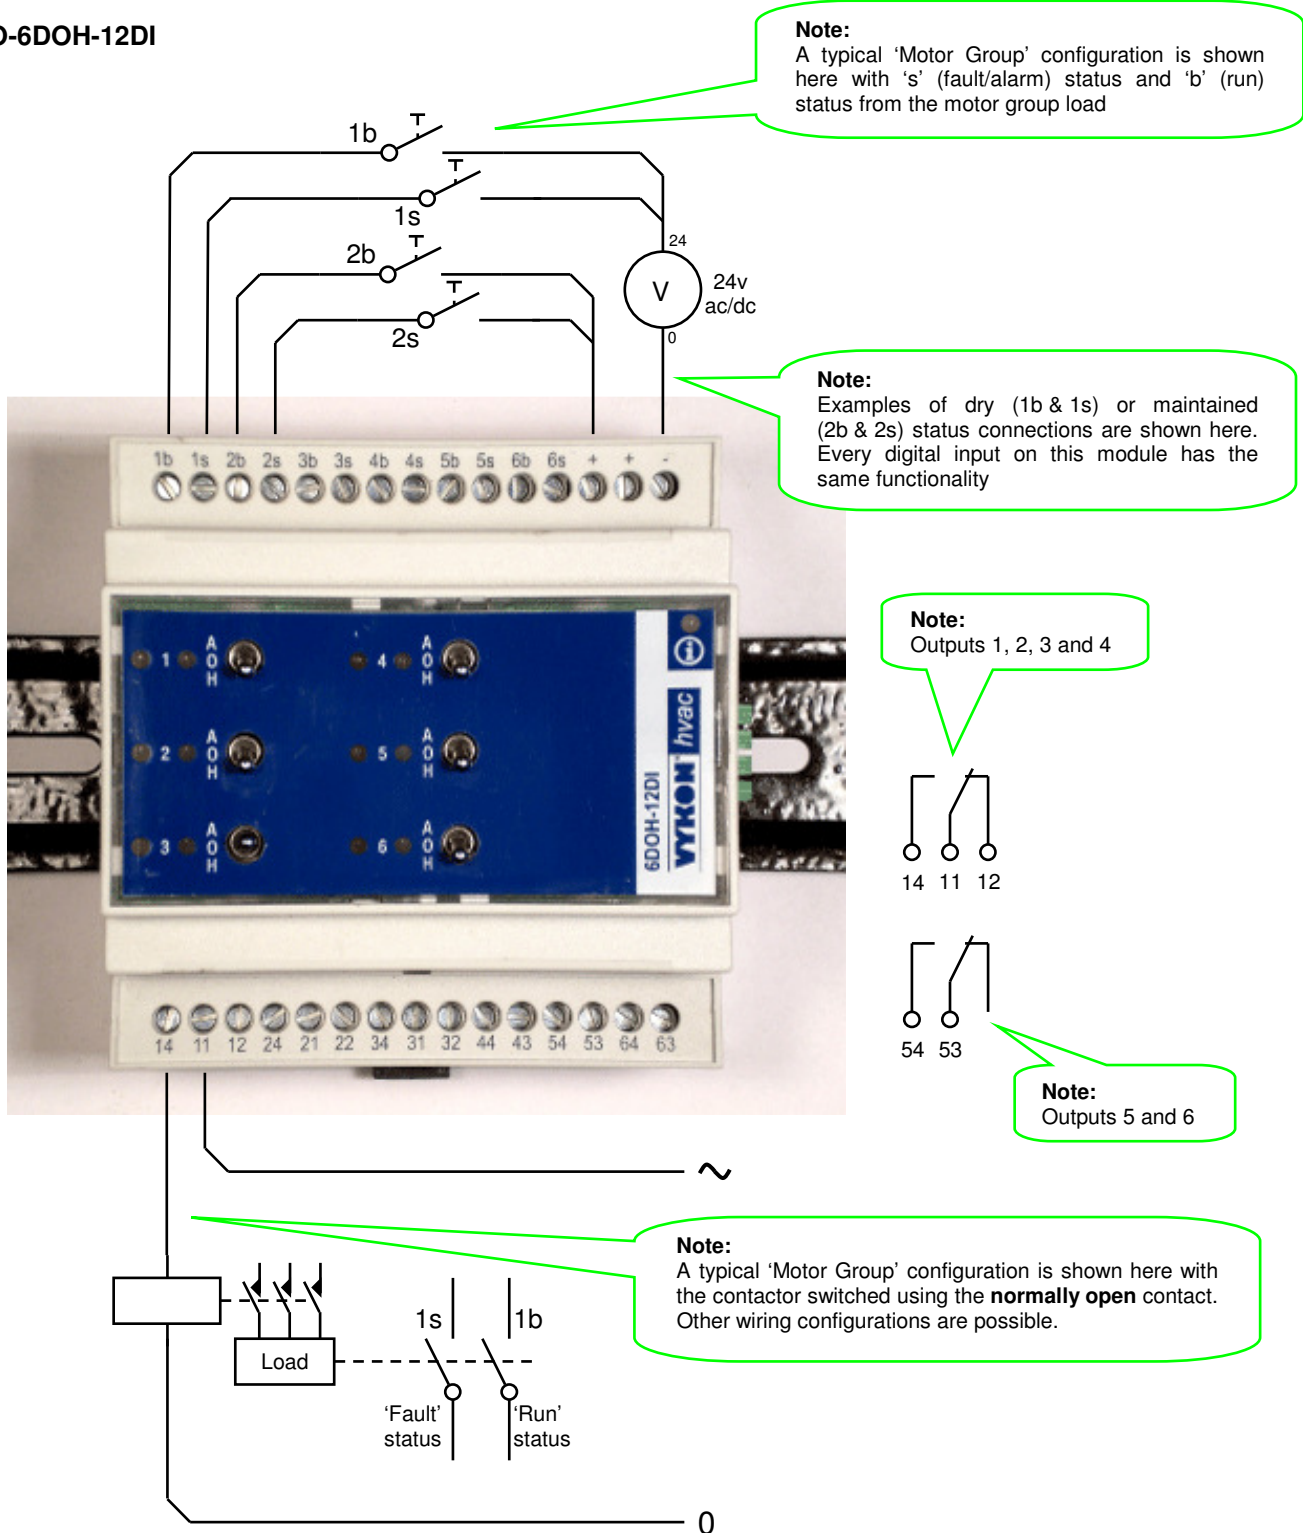 O-6DOH-12DI
Note:
A typical ‘Motor Group’ configuration is shown
here with ‘s’ (fault/alarm) status and ‘b’ (run)
status from the motor group load
1b
1s
2b
2s
24
V
24v
ac/dc
0
Note:
Examples of dry (1b & 1s) or maintained
(2b & 2s) status connections are shown here.
Every digital input on this module has the
same functionality
1b 1s 2b 2s 3b 3s 4b 4s 5b 5s 6b 6s + + -
1 A O H
4 A O H
2 A O H
5 A O H
3 A O H
6 A O H
6DOH-12DI
VYKON hvac
Note:
Outputs 1, 2, 3 and 4
14 11 12
54 53
Note:
Outputs 5 and 6
14 11 12 24 21 22 34 31 32 44 43 54 53 64 63
~
Note:
A typical ‘Motor Group’ configuration is shown here with
the contactor switched using the normally open contact.
Other wiring configurations are possible.
Load
1s
1b
‘Fault’
status
‘Run’
status
0